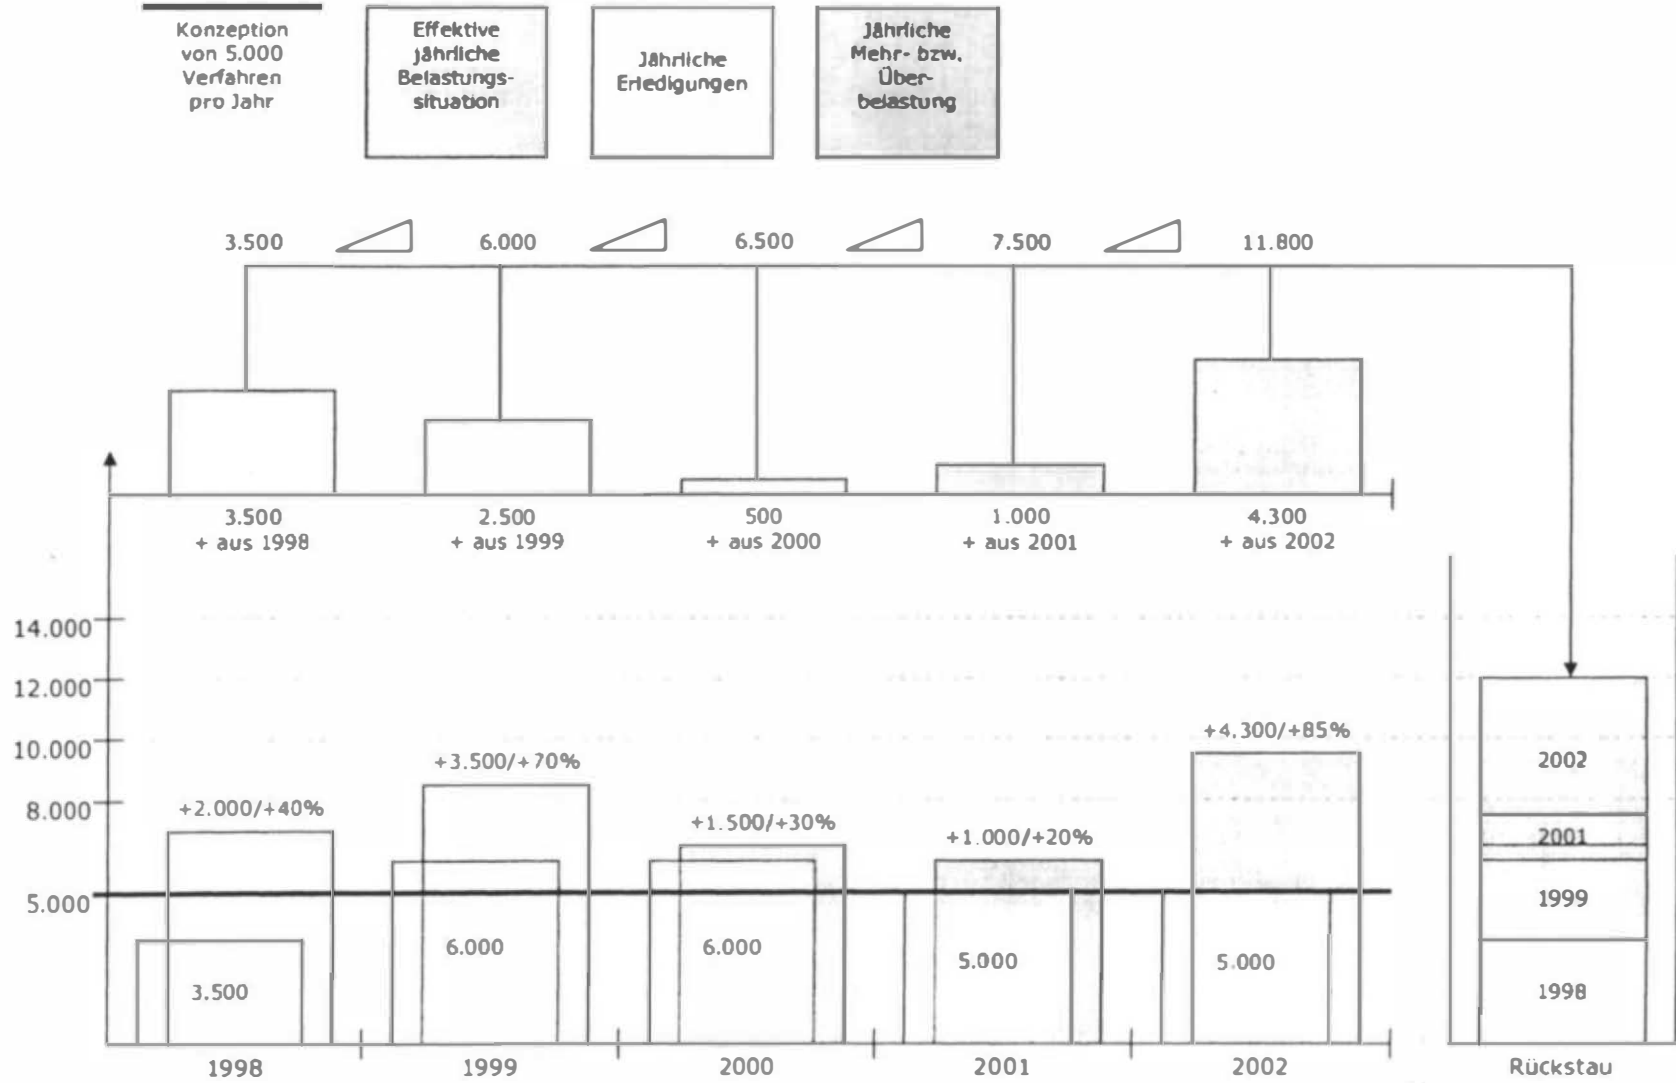 Konzeption
von 5.000
Verfahren
pro Jahr
Effektive
jährliche
Belastungs-
situation
Jährliche
Erledigungen
Jährliche
Mehr- bzw.
Über-
belastung
3.500
6.000
6.500
7.500
11.800
3.500
+ aus 1998
2.500
+ aus 1999
500
+ aus 2000
1.000
+ aus 2001
4.300
+ aus 2002
14.000
12.000
10.000
8.000
5.000
+2.000/+40%
+3.500/+70%
+1.500/+30%
+1.000/+20%
+4.300/+85%
3.500
6.000
6.000
5.000
5.000
2002
2001
1999
1998
1998
1999
2000
2001
2002
Rückstau